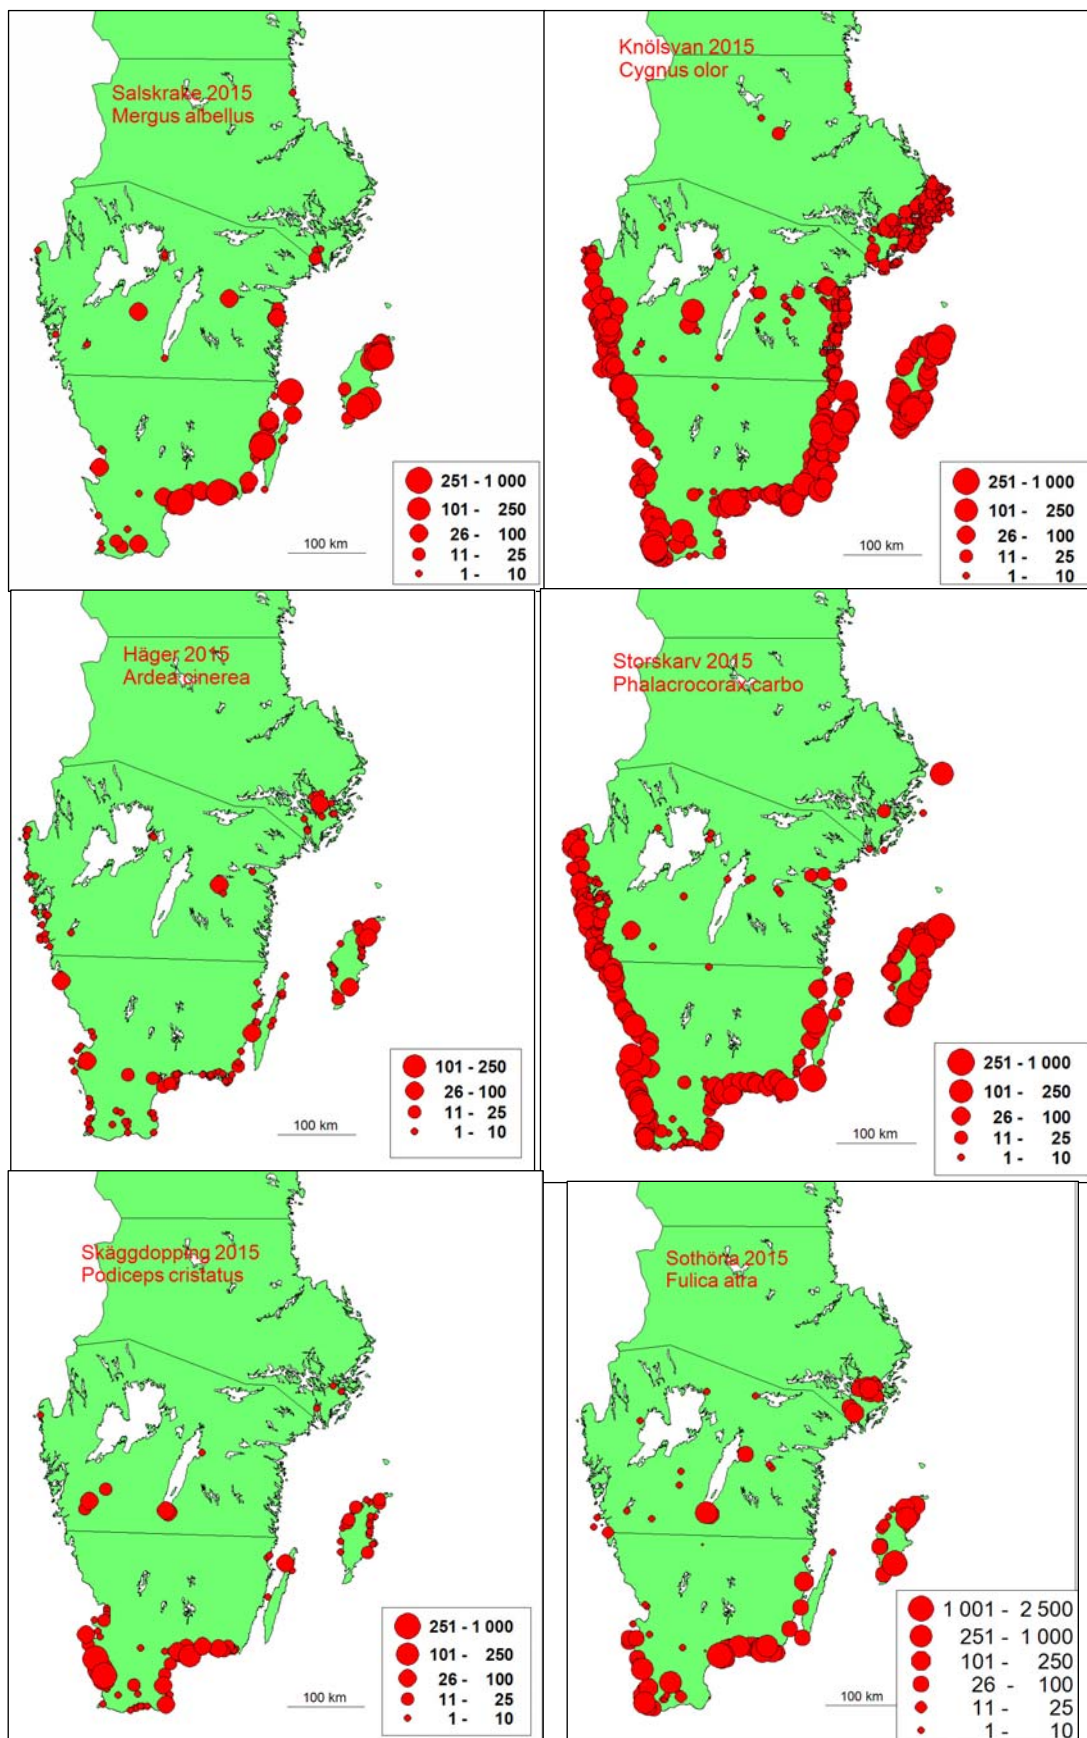 Salskrake 2015
Mergus albellus
251 - 1 000
101 - 250
26 - 100
11 - 25
1 - 10
100 km
Knölsvan 2015
Cygnus olor
251 - 1 000
101 - 250
26 - 100
11 - 25
1 - 10
100 km
Häger 2015
Ardea cinerea
101 - 250
26 - 100
11 - 25
1 - 10
100 km
Storskarv 2015
Phalacrocorax carbo
251 - 1 000
101 - 250
26 - 100
11 - 25
1 - 10
100 km
Skäggdopping 2015
Podiceps cristatus
251 - 1 000
101 - 250
26 - 100
11 - 25
1 - 10
100 km
Sothöna 2015
Fulica atra
1 001 - 2 500
251 - 1 000
101 - 250
26 - 100
11 - 25
1 - 10
100 km